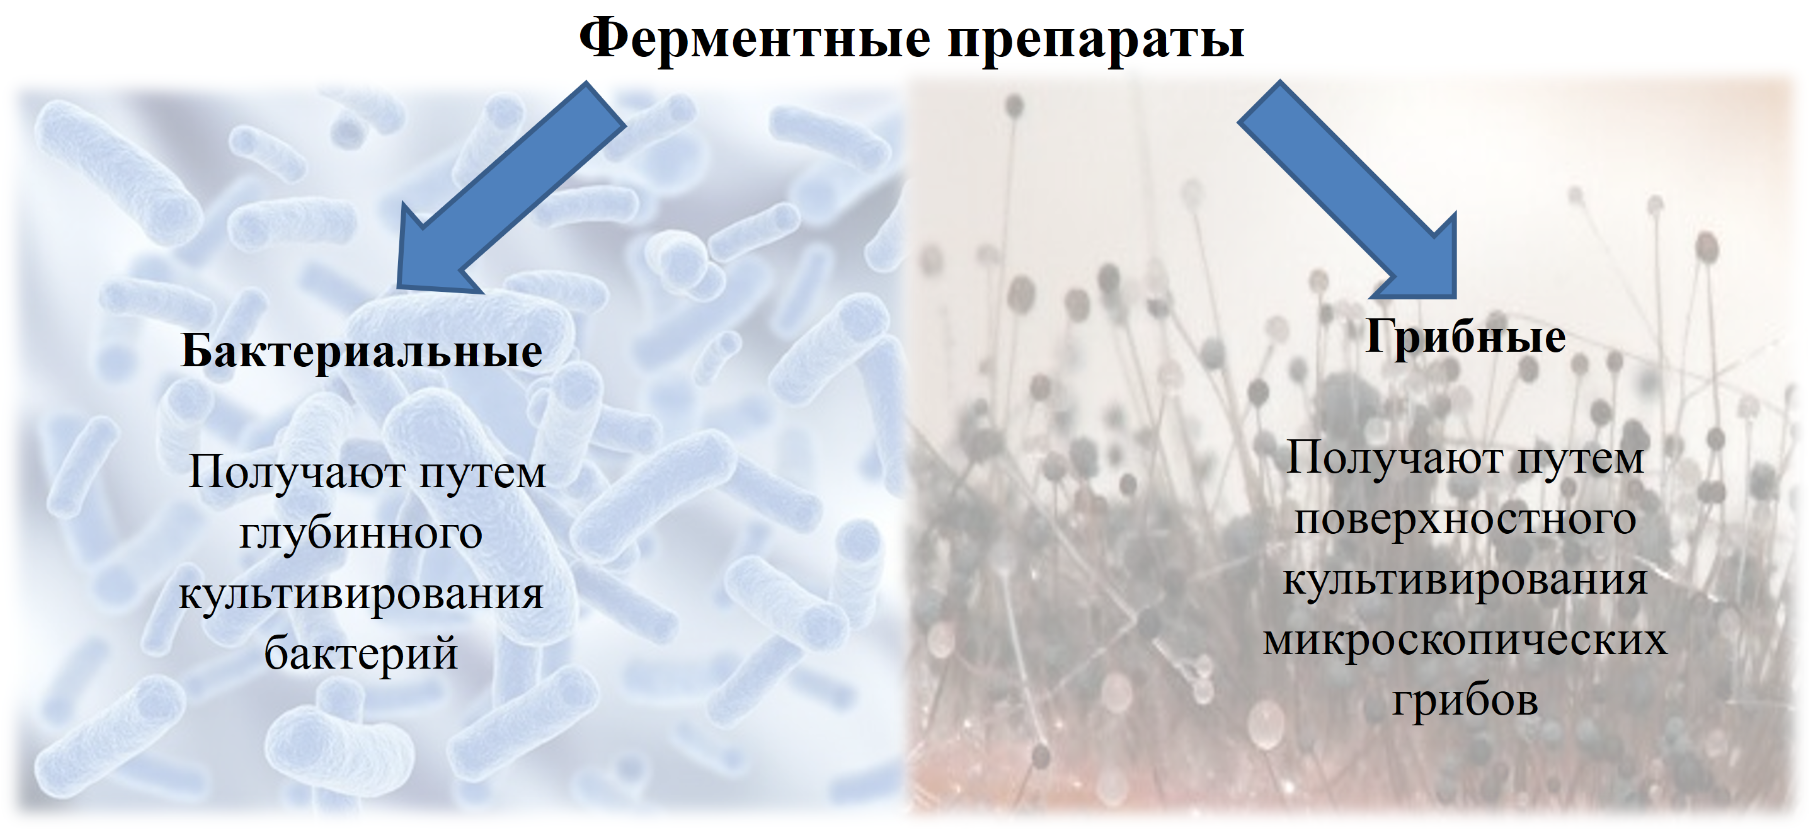 Ферментные препараты
Бактериальные
Получают путем
глубинного
культивирования
бактерий
Грибные
Получают путем
поверхностного
культивирования
микроскопических
грибов